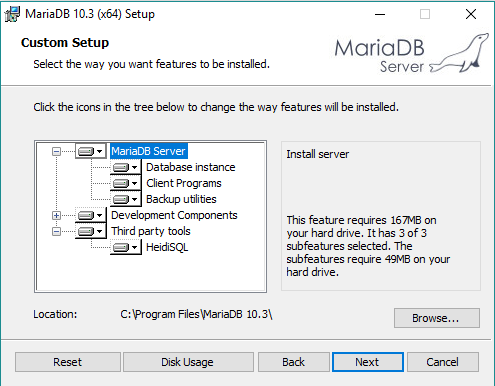 MariaDB 10.3 (x64) Setup
Custom Setup
Select the way you want features to be installed.
MariaDB
Server
Click the icons in the tree below to change the way features will be installed.
MariaDB Server
Database instance
Client Programs
Backup utilities
Development Components
Third party tools
HeidiSQL
Install server
This feature requires 167MB on
your hard drive. It has 3 of 3
subfeatures selected. The
subfeatures require 49MB on your
hard drive.
Location: C:\Program Files\MariaDB 10.3\
Browse...
Reset Disk Usage Back Next Cancel